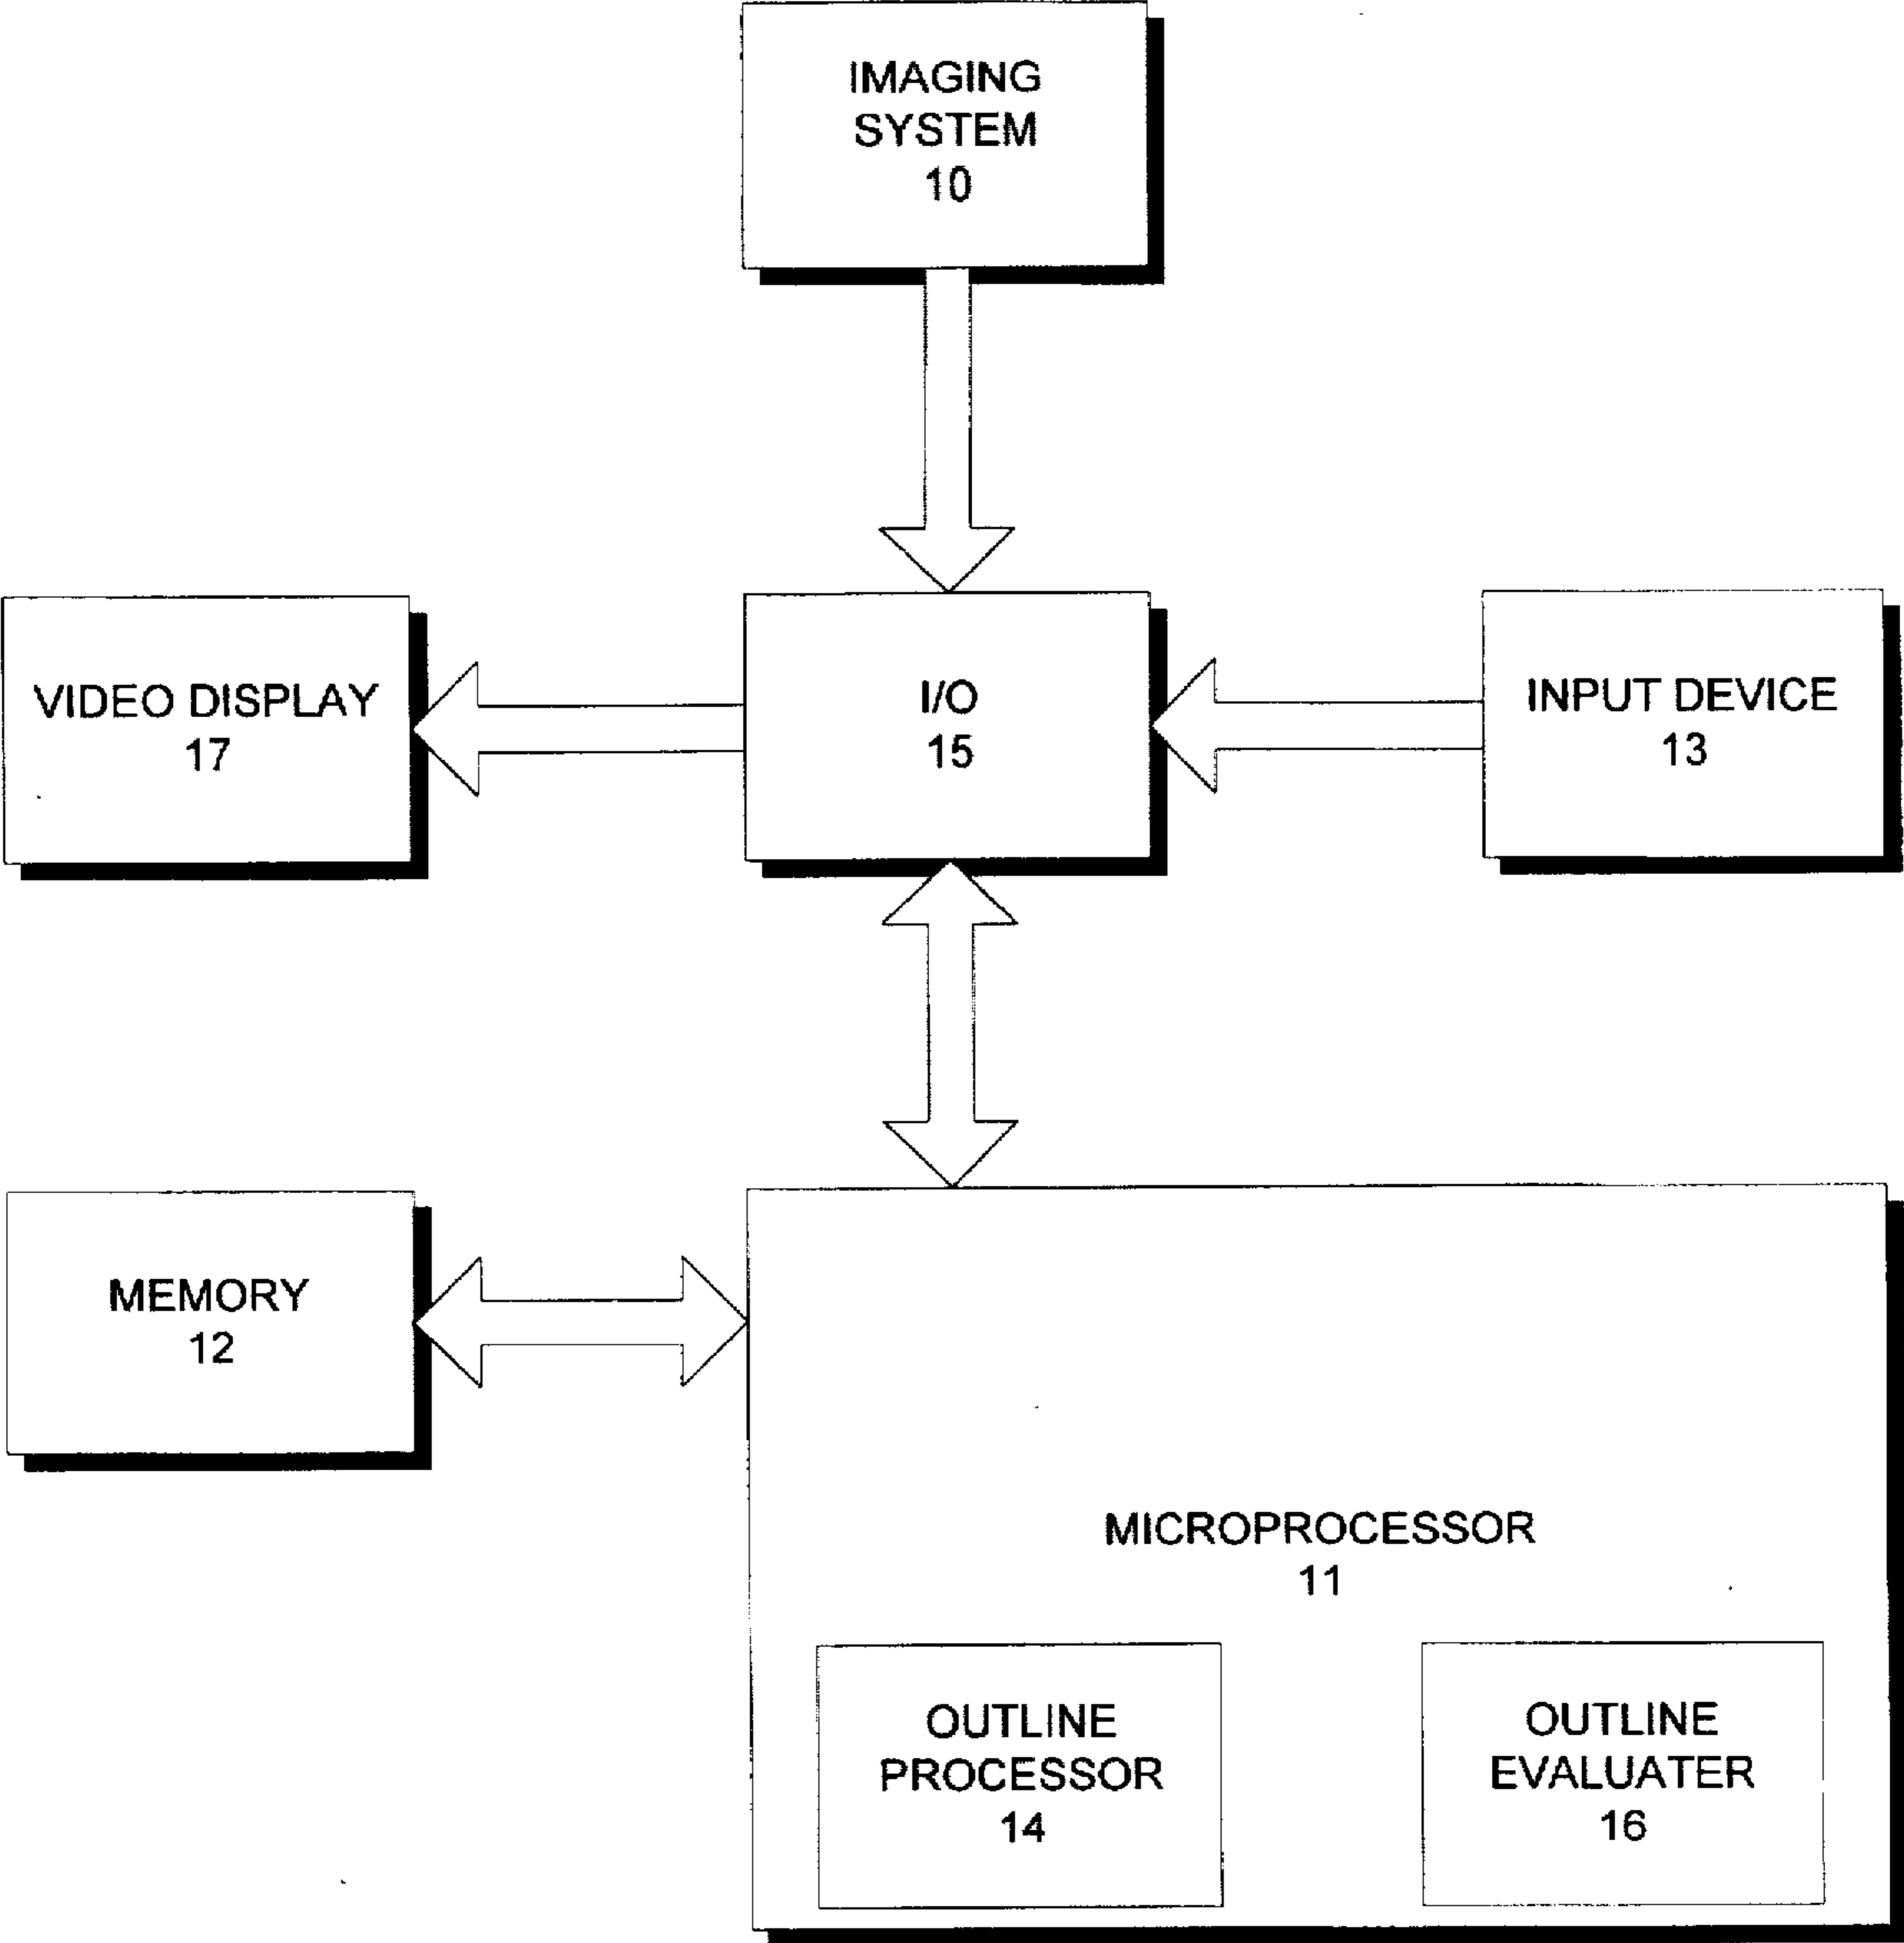 IMAGING
SYSTEM
10
VIDEO DISPLAY
17
I/O
15
INPUT DEVICE
13
MEMORY
12
MICROPROCESSOR
11
OUTLINE
PROCESSOR
14
OUTLINE
EVALUATER
16